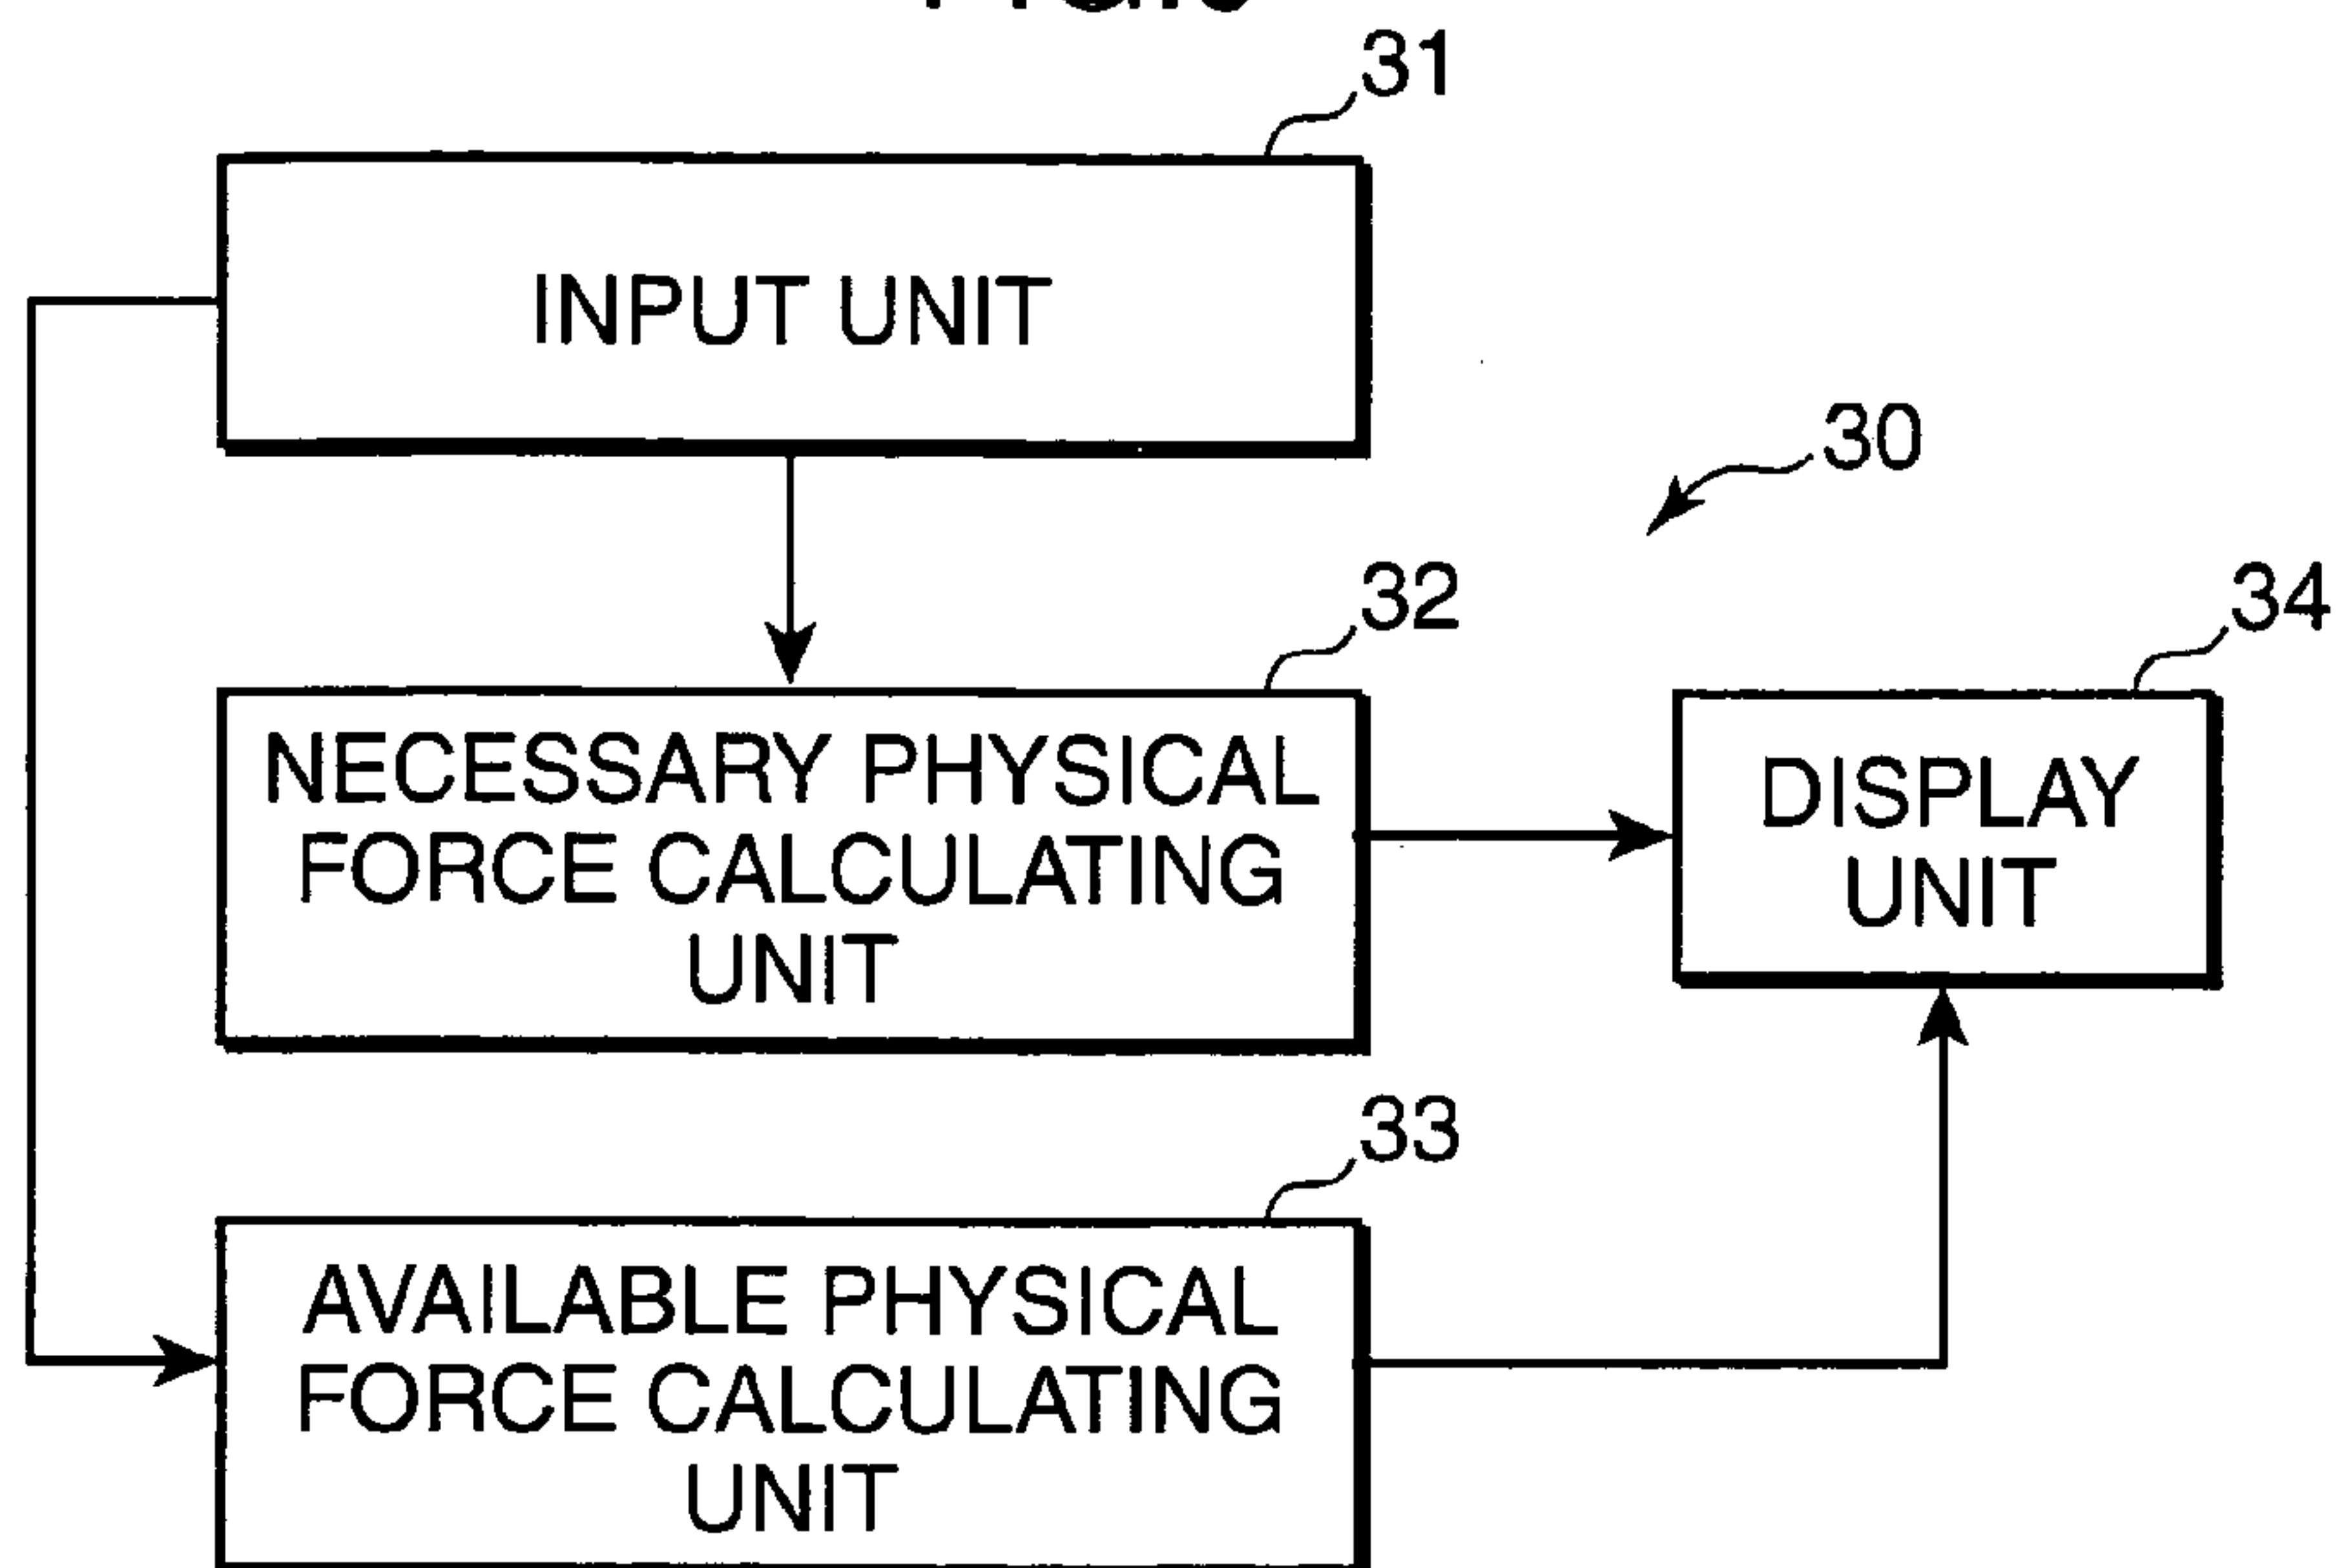 31
INPUT UNIT
30
32
NECESSARY PHYSICAL
FORCE CALCULATING
UNIT
34
DISPLAY
UNIT
33
AVAILABLE PHYSICAL
FORCE CALCULATING
UNIT